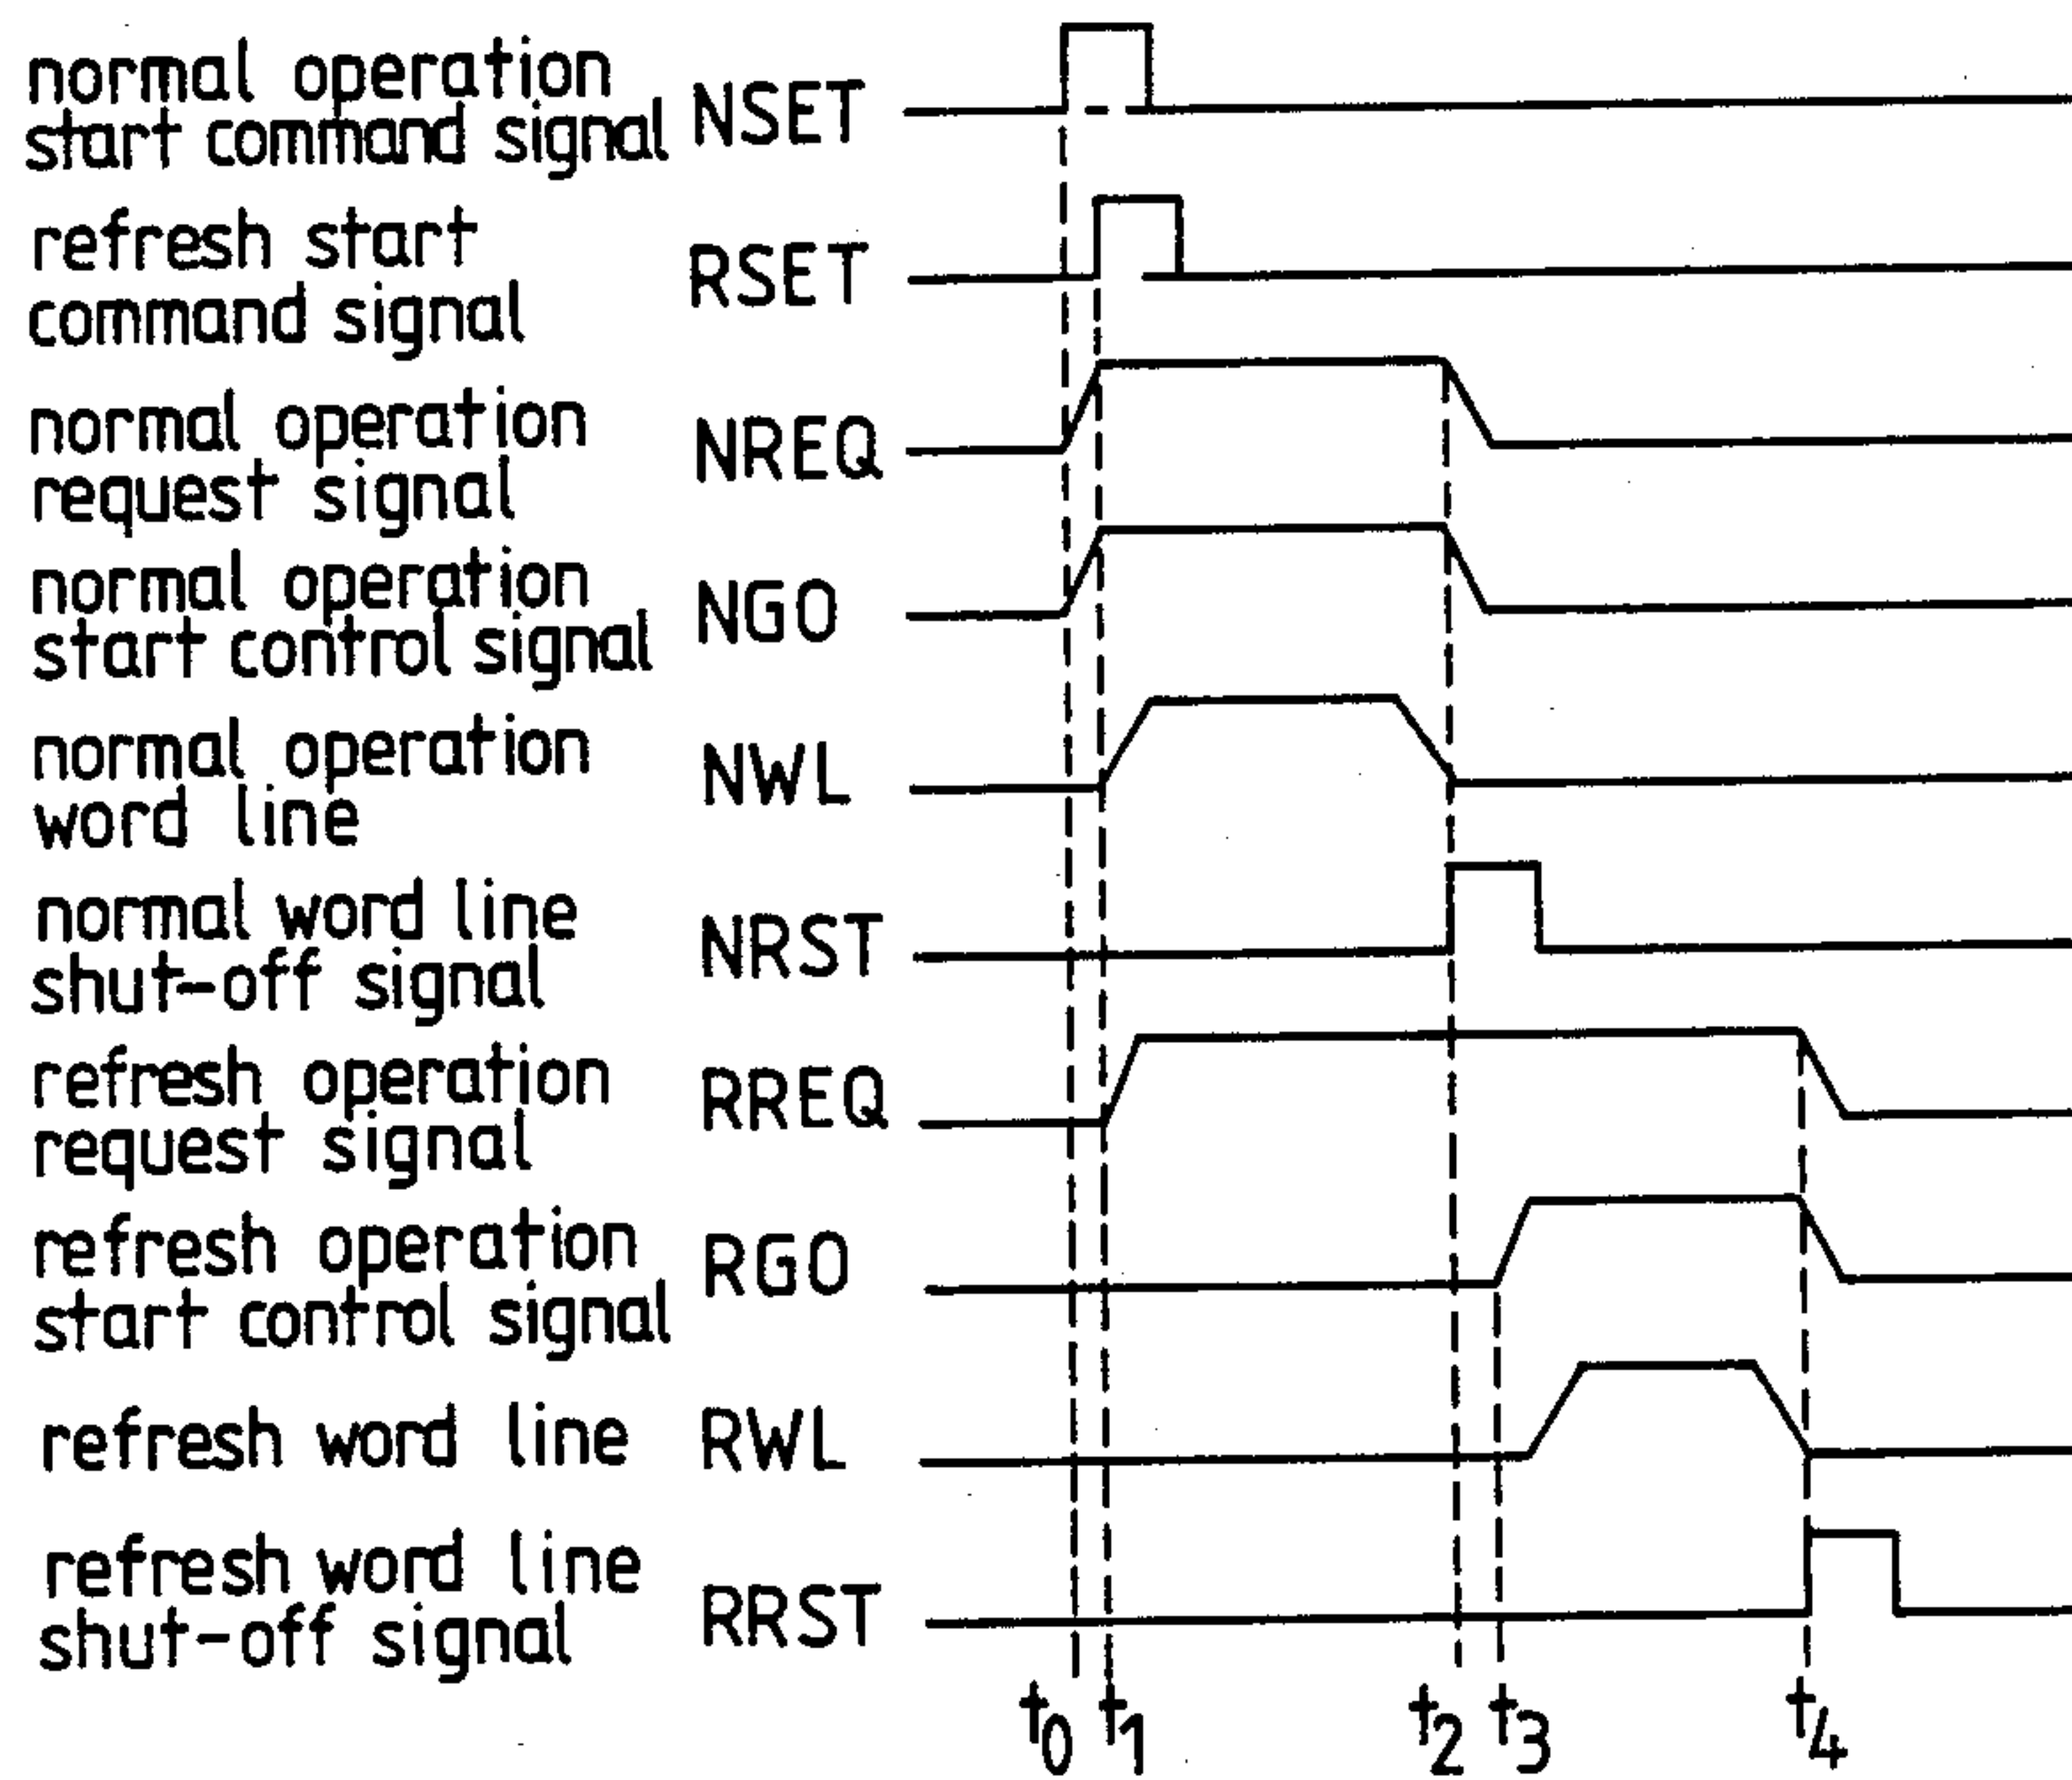 normal operation
start command signal NSET
refresh start
command signal RSET
normal operation
request signal NREQ
normal operation
start control signal NGO
normal operation
word line NWL
normal word line
shut-off signal NRST
refresh operation
request signal RREQ
refresh operation
start control signal RGO
refresh word line RWL
refresh word line
shut-off signal RRST
t0 t1 t2 t3 t4